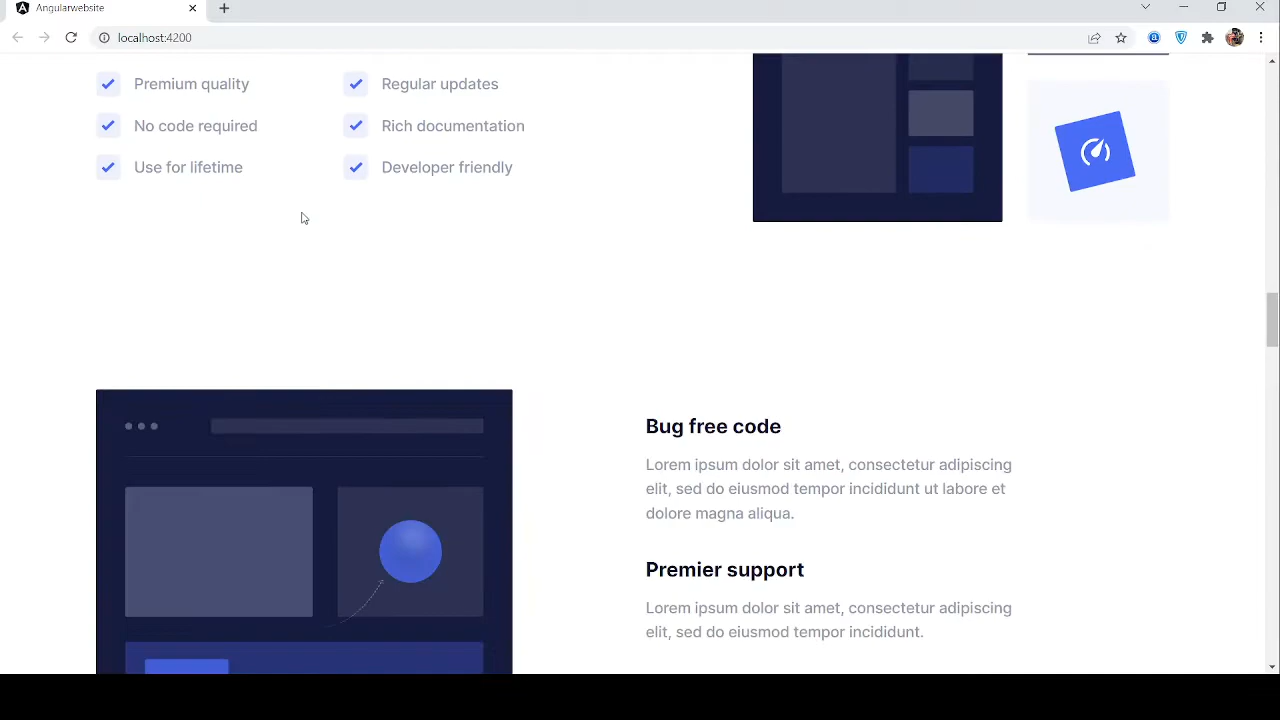 Angularwebsite
localhost:4200
Premium quality
Regular updates
No code required
Rich documentation
Use for lifetime
Developer friendly
Bug free code
Lorem ipsum dolor sit amet, consectetur adipiscing
elit, sed do eiusmod tempor incididunt ut labore et
dolore magna aliqua.
Premier support
Lorem ipsum dolor sit amet, consectetur adipiscing
elit, sed do eiusmod tempor incididunt.